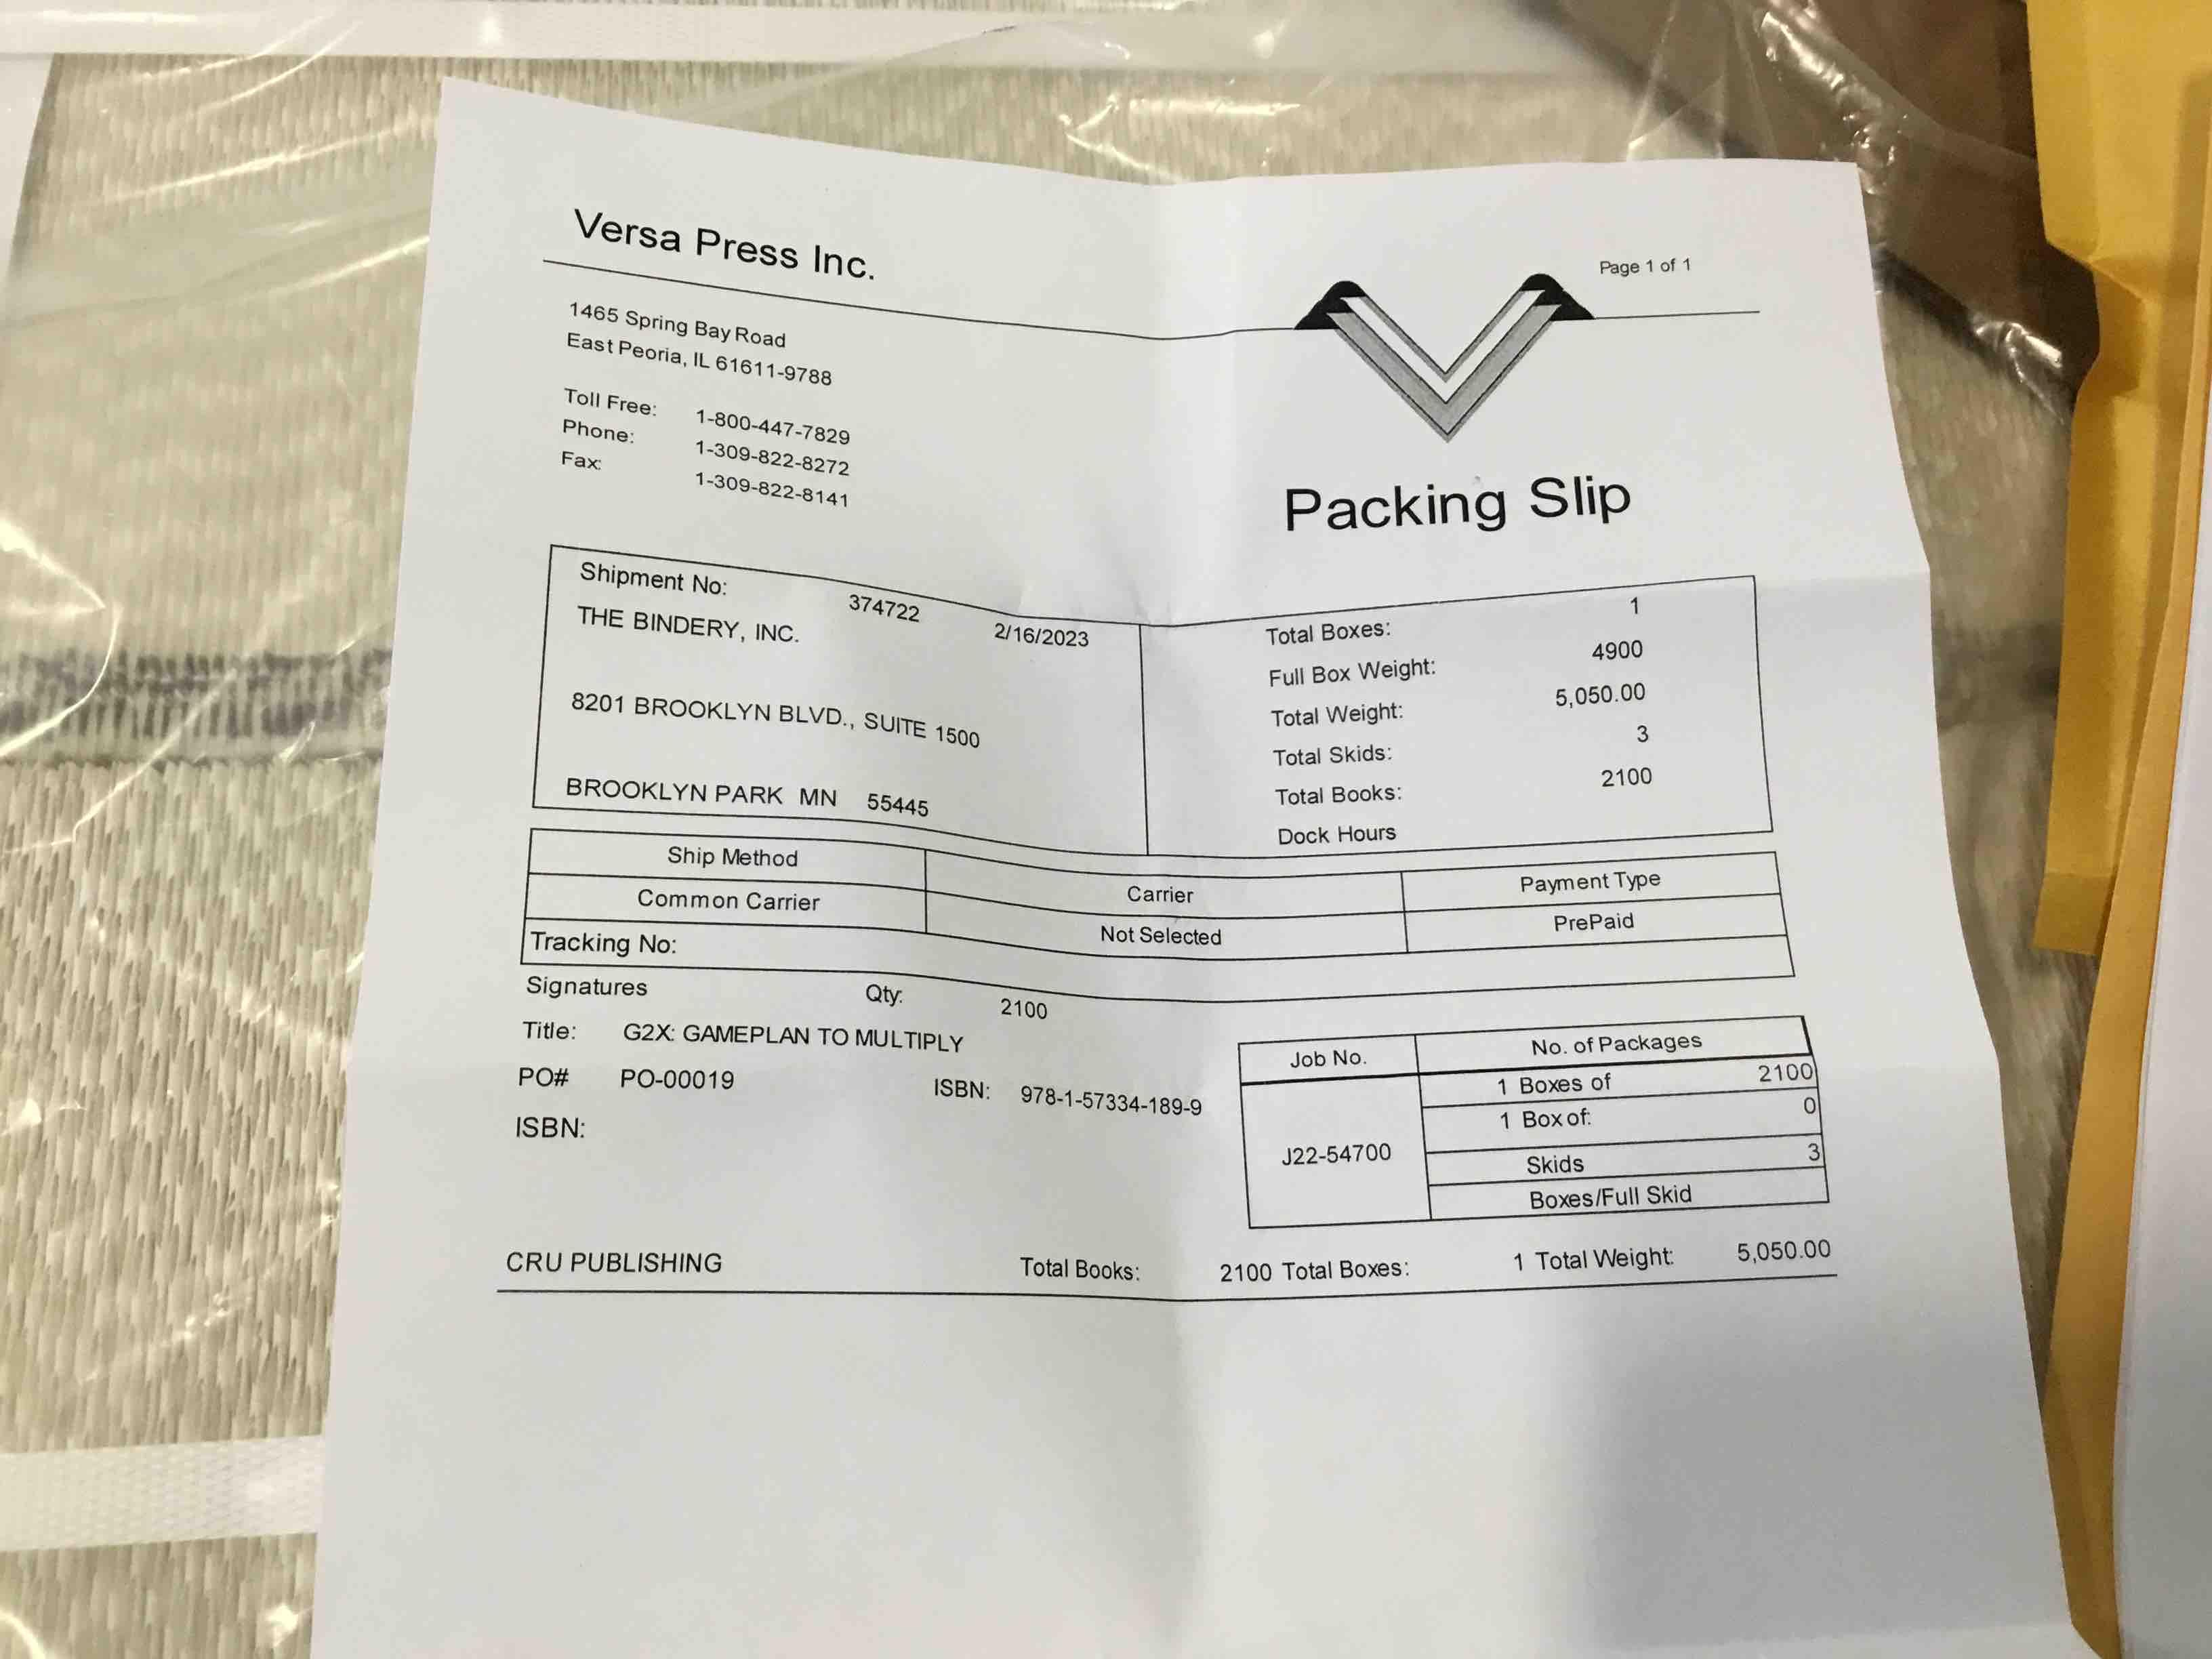 Versa Press Inc.
Page 1 of 1
1465 Spring Bay Road
East Peoria, IL 61611-9788
Toll Free: 1-800-447-7829
Phone: 1-309-822-8272
Fax: 1-309-822-8141
Packing Slip
Shipment No: 374722 2/16/2023
THE BINDERY, INC.
8201 BROOKLYN BLVD., SUITE 1500
BROOKLYN PARK MN 55445
Total Boxes: 1
Full Box Weight: 4900
Total Weight: 5,050.00
Total Skids: 3
Total Books: 2100
Dock Hours
Ship Method Carrier Payment Type
Common Carrier Not Selected PrePaid
Tracking No:
Signatures Qty: 2100
Title: G2X: GAMEPLAN TO MULTIPLY
PO# PO-00019 ISBN: 978-1-57334-189-9
ISBN:
Job No. No. of Packages
J22-54700
1 Boxes of 2100
1 Box of: 0
Skids 3
Boxes/Full Skid
CRU PUBLISHING Total Books: 2100 Total Boxes: 1 Total Weight: 5,050.00